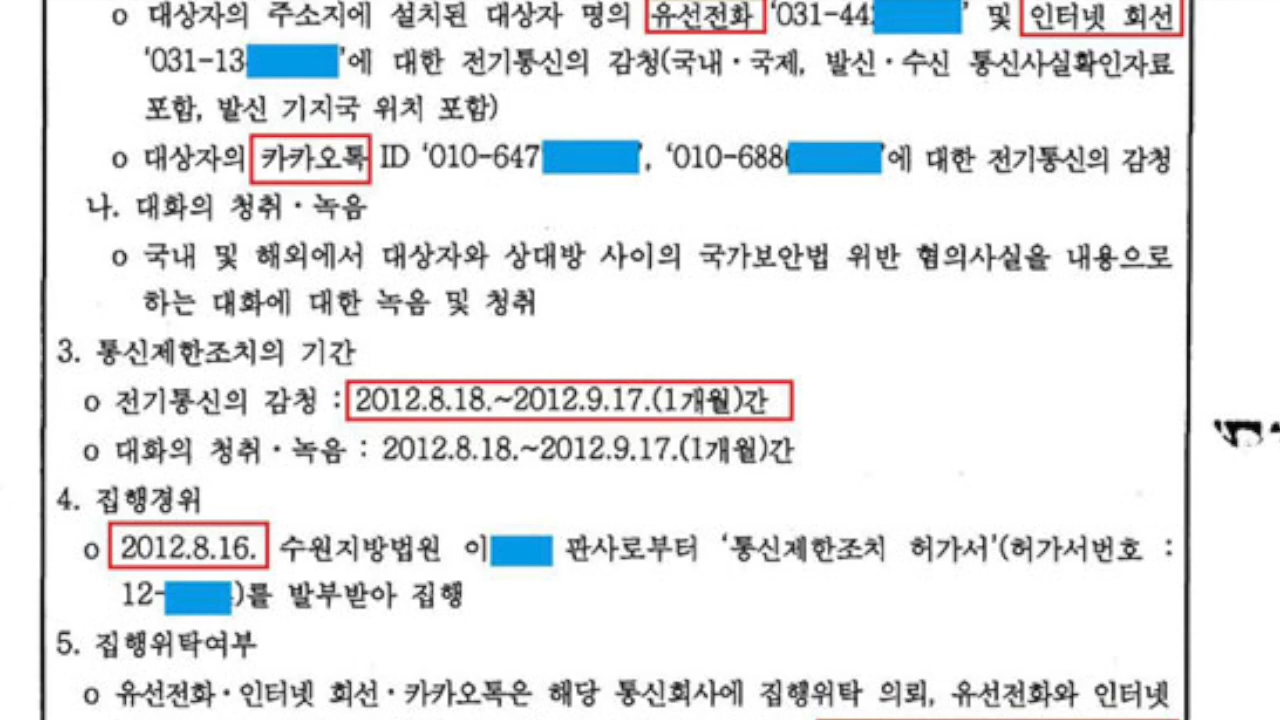 o 대상자의 주소지에 설치된 대상자 명의 유선전화 '031-44 ' 및 인터넷 회선
'031-13 '에 대한 전기통신의 감청(국내·국제, 발신·수신 통신사실확인자료
포함, 발신 기지국 위치 포함)
o 대상자의 카카오톡 ID '010-647 ', '010-688 '에 대한 전기통신의 감청
나. 대화의 청취·녹음
o 국내 및 해외에서 대상자와 상대방 사이의 국가보안법 위반 혐의사실을 내용으로
하는 대화에 대한 녹음 및 청취
3. 통신제한조치의 기간
o 전기통신의 감청 : 2012.8.18.~2012.9.17.(1개월)간
o 대화의 청취·녹음 : 2012.8.18.~2012.9.17.(1개월)간
4. 집행경위
o 2012.8.16. 수원지방법원 이 판사로부터 '통신제한조치 허가서'(허가서번호 :
12- )를 발부받아 집행
5. 집행위탁여부
o 유선전화·인터넷 회선·카카오톡은 해당 통신회사에 집행위탁 의뢰, 유선전화와 인터넷